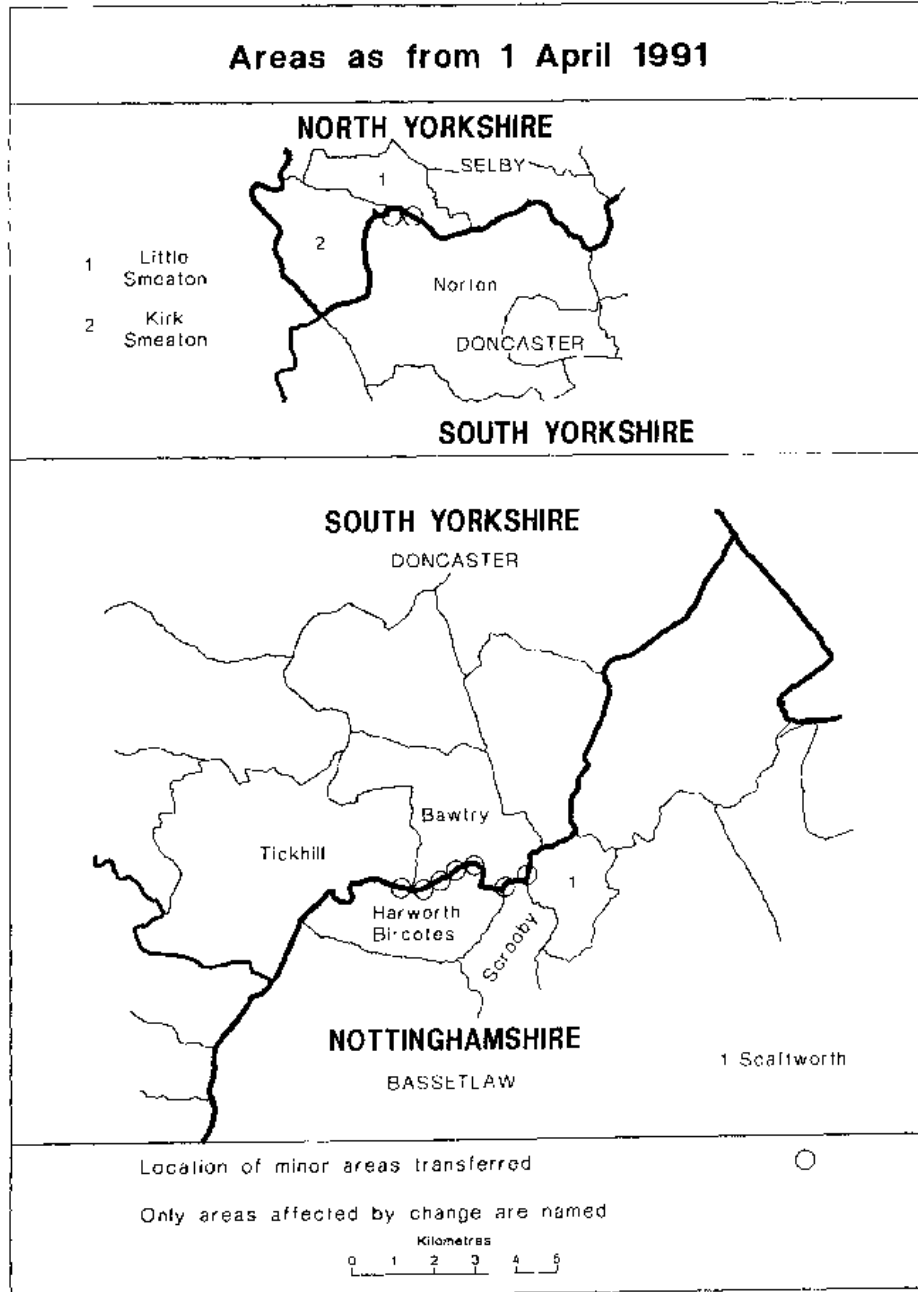 Areas as from 1 April 1991
NORTH YORKSHIRE
SELBY
1
2
1 Little
Smeaton
2 Kirk
Smeaton
Norton
DONCASTER
SOUTH YORKSHIRE
SOUTH YORKSHIRE
DONCASTER
Bawtry
Tickhill
1
Harworth
Bircotes
Scrooby
NOTTINGHAMSHIRE
BASSETLAW
1 Scaftworth
Location of minor areas transferred
Only areas affected by change are named
Kilometres
0 1 2 3 4 5